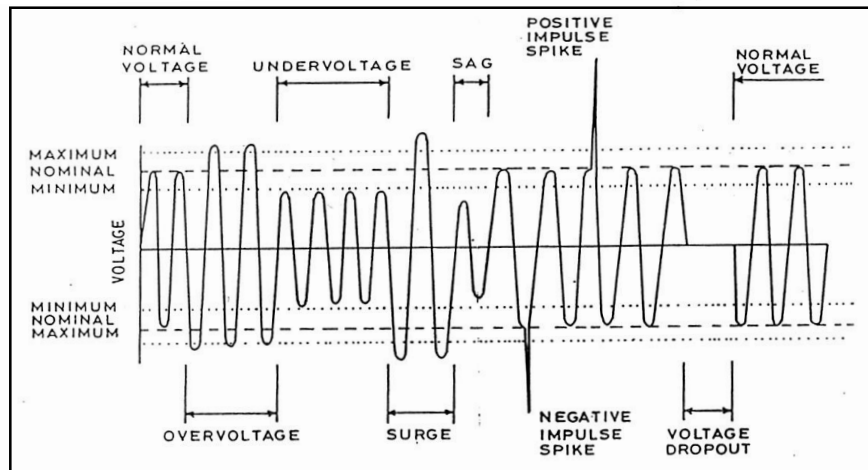 NORMAL
VOLTAGE
UNDERVOLTAGE
SAG
POSITIVE
IMPULSE
SPIKE
NORMAL
VOLTAGE
MAXIMUM
NOMINAL
MINIMUM
VOLTAGE
MINIMUM
NOMINAL
MAXIMUM
OVERVOLTAGE
SURGE
NEGATIVE
IMPULSE
SPIKE
VOLTAGE
DROPOUT